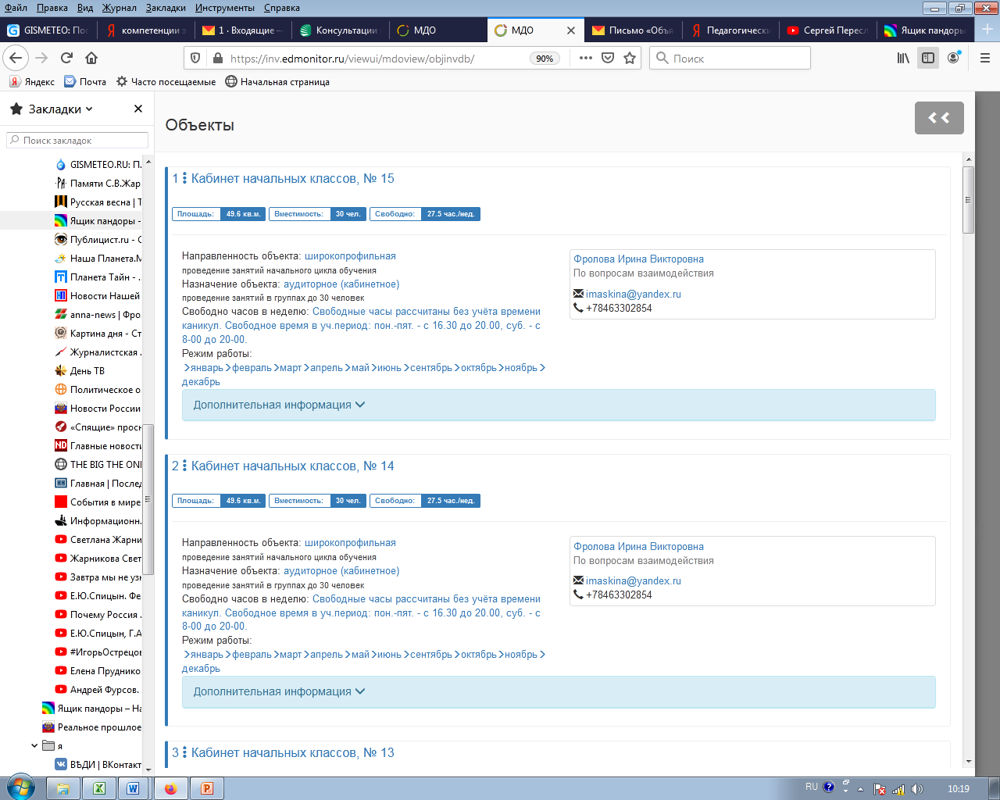 Файл Правка Вид Журнал Закладки Инструменты Справка
GISMETEO: Пог
компетенции э
1 · Входящие —
Консультации
МДО
МДО
Письмо «Объя
Педагогически
Сергей Пересл
Ящик пандоры
https://inv.edmonitor.ru/viewui/mdoview/objinvdb/
90%
Поиск
Яндекс Почта Часто посещаемые Начальная страница
Закладки
Поиск закладок
GISMETEO.RU: П
Памяти С.В.Жар
Русская весна | Т
Ящик пандоры -
Публицист.ru - С
Наша Планета.М
Планета Тайн - ..
Новости Нашей
anna-news | Фро
Картина дня - Ст
Журналистская .
День ТВ
Политическое о
Новости России
«Спящие» просн
Главные новости
THE BIG THE ONE
Главная | Послед
События в мире
Информационн.
Светлана Жарни
Жарникова Свет
Завтра мы не узн
Е.Ю.Спицын. Фе
Почему Россия .
Е.Ю.Спицын, Г.А
#ИгорьОстрецов
Елена Прудника
Андрей Фурсов.
Ящик пандоры – На
Реальное прошлое
я
ВѢДИ | ВКонтакт
Объекты
1 Кабинет начальных классов, № 15
Площадь: 49.6 кв.м. Вместимость: 30 чел. Свободно: 27.5 час./нед.
Направленность объекта: широкопрофильная
проведение занятий начального цикла обучения
Назначение объекта: аудиторное (кабинетное)
проведение занятий в группах до 30 человек
Свободно часов в неделю: Свободные часы рассчитаны без учёта времени
каникул. Свободное время в уч.период: пон.-пят. - с 16.30 до 20.00, суб. - с
8-00 до 20-00.
Режим работы:
январь февраль март апрель май июнь сентябрь октябрь ноябрь
декабрь
Фролова Ирина Викторовна
По вопросам взаимодействия
imaskina@yandex.ru
+78463302854
Дополнительная информация
2 Кабинет начальных классов, № 14
Площадь: 49.6 кв.м. Вместимость: 30 чел. Свободно: 27.5 час./нед.
Направленность объекта: широкопрофильная
проведение занятий начального цикла обучения
Назначение объекта: аудиторное (кабинетное)
проведение занятий в группах до 30 человек
Свободно часов в неделю: Свободные часы рассчитаны без учёта времени
каникул. Свободное время в уч.период: пон.-пят. - с 16.30 до 20.00, суб. - с
8-00 до 20-00.
Режим работы:
январь февраль март апрель май июнь сентябрь октябрь ноябрь
декабрь
Фролова Ирина Викторовна
По вопросам взаимодействия
imaskina@yandex.ru
+78463302854
Дополнительная информация
3 Кабинет начальных классов, № 13
RU
10:19